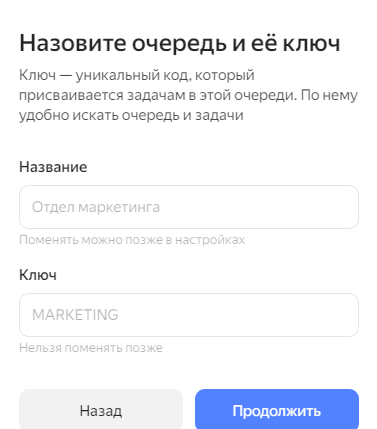 Назовите очередь и её ключ
Ключ — уникальный код, который
присваивается задачам в этой очереди. По нему
удобно искать очередь и задачи
Название
Отдел маркетинга
Поменять можно позже в настройках
Ключ
MARKETING
Нельзя поменять позже
Назад
Продолжить